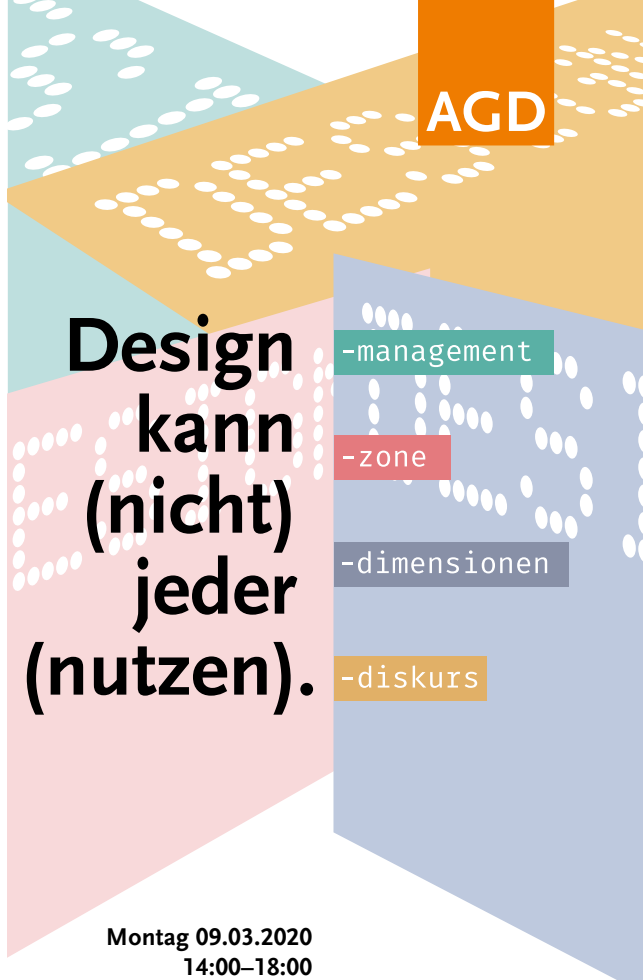 AGD
Design
kann
(nicht)
jeder
(nutzen).
-management
-zone
-dimensionen
-diskurs
Montag 09.03.2020
14:00–18:00